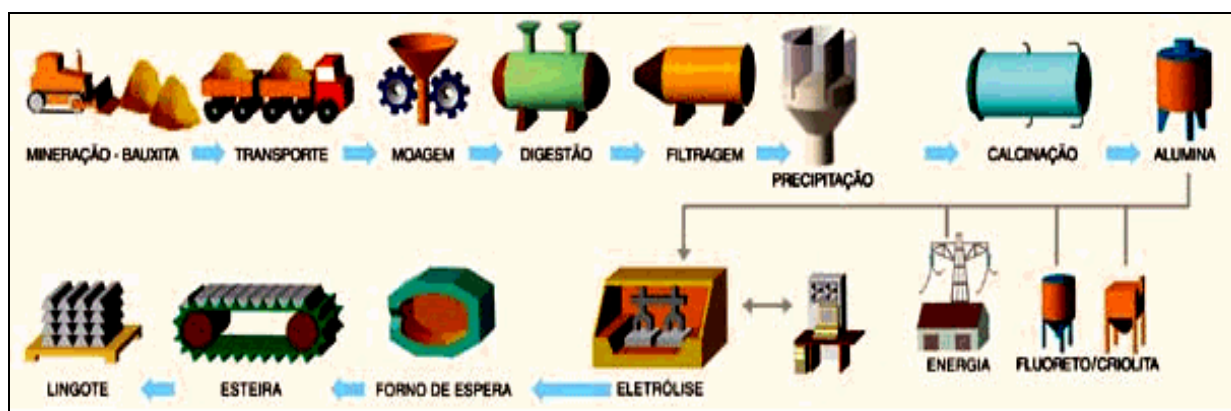 MINERAÇÃO - BAUXITA
TRANSPORTE
MOAGEM
DIGESTÃO
FILTRAGEM
PRECIPITAÇÃO
CALCINAÇÃO
ALUMINA
ENERGIA
FLUORETO/CRIOLITA
LINGOTE
ESTEIRA
FORNO DE ESPERA
ELETRÓLISE